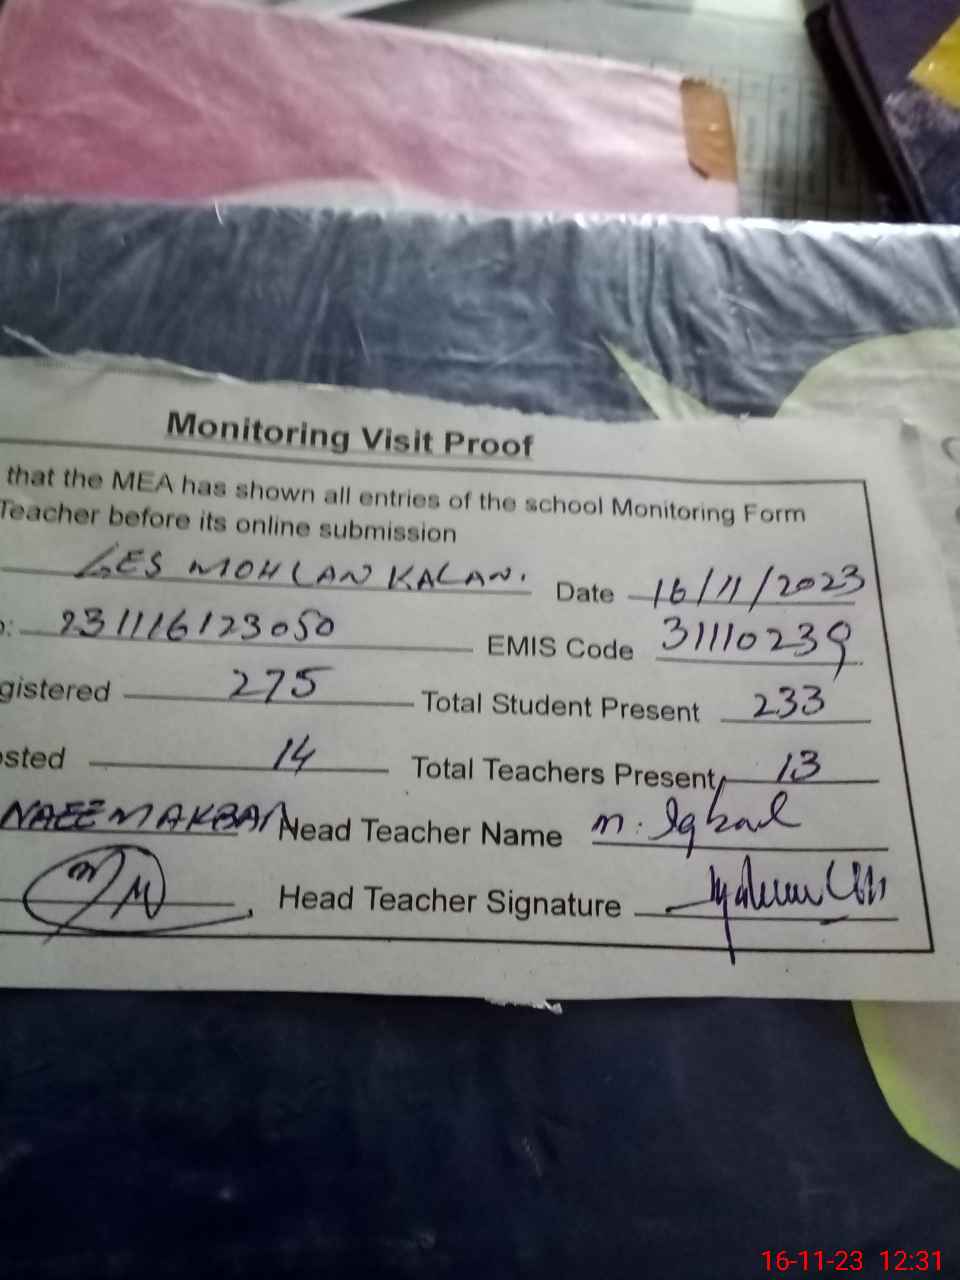 Monitoring Visit Proof
that the MEA has shown all entries of the school Monitoring Form
Teacher before its online submission
GES MOHLAN KALAN. Date 16/11/2023
: 231116123050 EMIS Code 31110239
gistered 275 Total Student Present 233
osted 14 Total Teachers Present 13
NAEEM AKBAR Head Teacher Name M. Iqbal
Head Teacher Signature
16-11-23 12:31